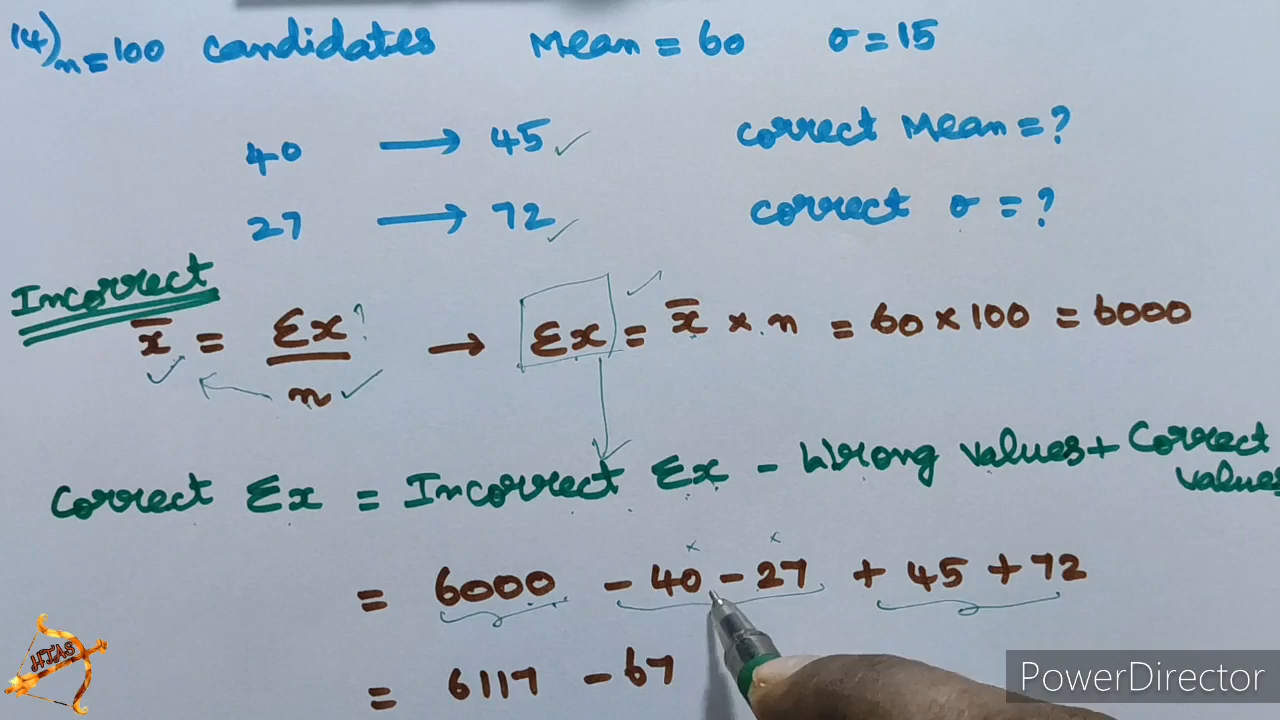 14) n=100 candidates Mean = 60 σ = 15
40 → 45 ✓ correct Mean = ?
27 → 72 ✓ correct σ = ?
Incorrect
x̄ = Σx? / n → Σx = x̄ × n = 60 × 100 = 6000
Correct Σx = Incorrect Σx - Wrong values + Correct values
= 6000 - 40 - 27 + 45 + 72
= 6117 - 67
HTAS
PowerDirector